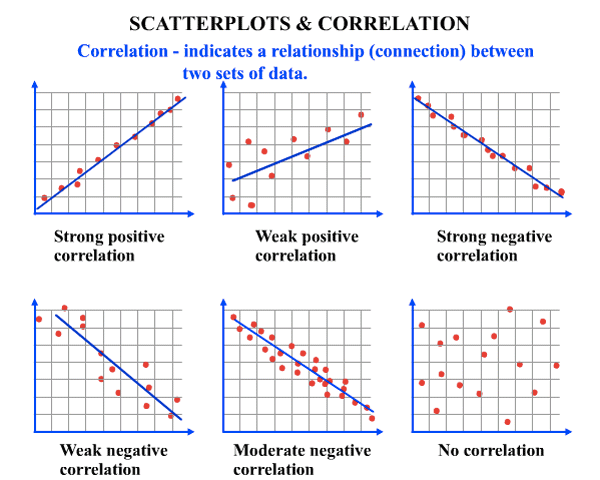 SCATTERPLOTS & CORRELATION
Correlation - indicates a relationship (connection) between
two sets of data.
Strong positive
correlation
Weak positive
correlation
Strong negative
correlation
Weak negative
correlation
Moderate negative
correlation
No correlation